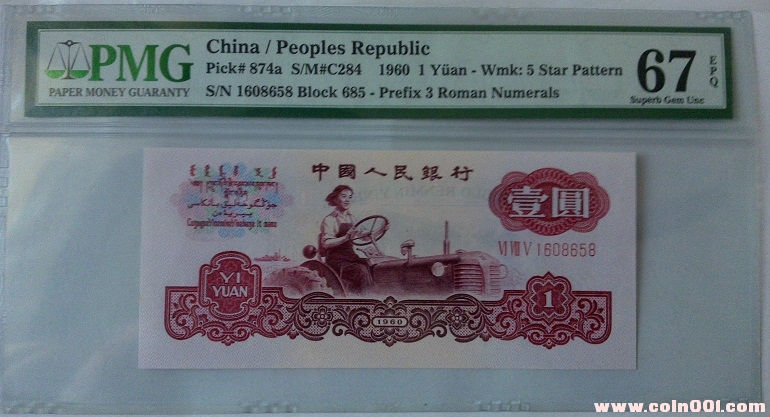 PMG
PAPER MONEY GUARANTY
China / Peoples Republic
Pick# 874a S/M#C284 1960 1 Yüan - Wmk: 5 Star Pattern
S/N 1608658 Block 685 - Prefix 3 Roman Numerals
67 EPQ
Superb Gem Unc
中國人民銀行
壹圓
VI VIII V 1608658
YI
YUAN
1960
1
www.coin001.com